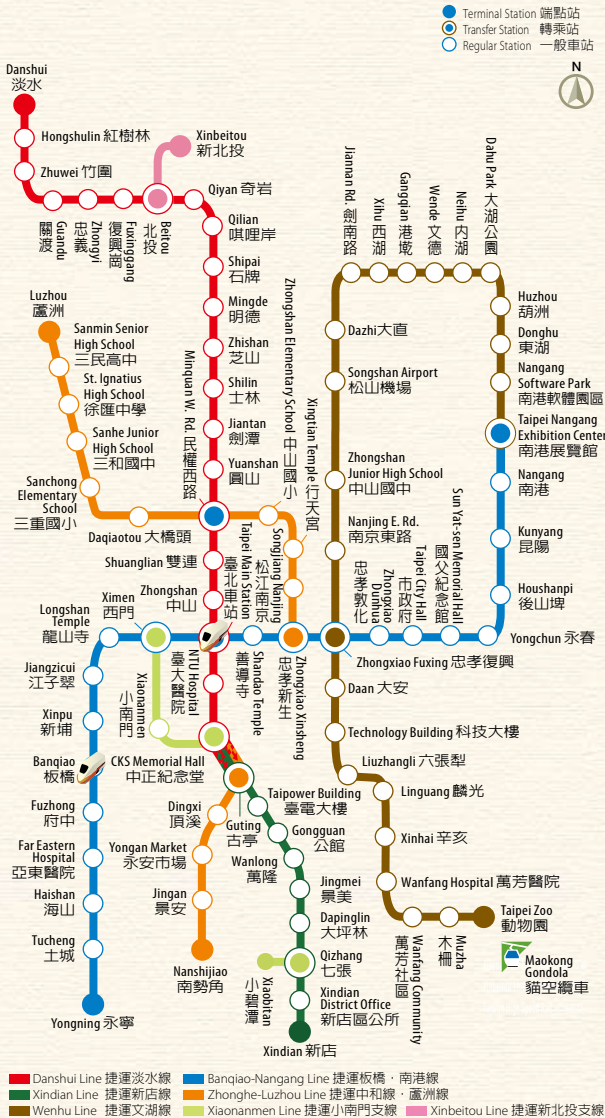 Terminal Station 端點站
Transfer Station 轉乘站
Regular Station 一般車站
N
Danshui
淡水
Hongshulin 紅樹林
Zhuwei 竹圍
關渡
Guandu
忠義
Zhongyi
復興崗
Fuxinggang
北投
Beitou
Xinbeitou
新北投
Qiyan 奇岩
Qilian
唭哩岸
Shipai
石牌
Mingde
明德
Zhishan
芝山
Shilin
士林
Jiantan
劍潭
Yuanshan
圓山
Minquan W. Rd. 民權西路
Luzhou
蘆洲
Sanmin Senior
High School
三民高中
St. Ignatius
High School
徐匯中學
Sanhe Junior
High School
三和國中
Sanchong
Elementary
School
三重國小
Daqiaotou 大橋頭
Zhongshan Elementary School 中山國小
Xingtian Temple 行天宮
Songjiang Nanjing
松江南京
Shuanglian 雙連
Zhongshan
中山
Taipei Main Station
臺北車站
Jiannan Rd. 劍南路
Xihu 西湖
Gangqian 港墘
Wende 文德
Neihu 內湖
Dahu Park 大湖公園
Huzhou
葫洲
Donghu
東湖
Nangang
Software Park
南港軟體園區
Taipei Nangang
Exhibition Center
南港展覽館
Nangang
南港
Kunyang
昆陽
Houshanpi
後山埤
Yongchun 永春
Dazhi 大直
Songshan Airport
松山機場
Zhongshan
Junior High School
中山國中
Nanjing E. Rd.
南京東路
忠孝敦化
Zhongxiao
Dunhua
市政府
Taipei City Hall
國父紀念館
Sun Yat-sen Memorial Hall
Zhongxiao Fuxing 忠孝復興
Zhongxiao Xinsheng
忠孝新生
Shandao Temple
善導寺
Ximen
西門
Longshan
Temple
龍山寺
Jiangzicui
江子翠
Xinpu
新埔
Banqiao
板橋
Fuzhong
府中
Far Eastern
Hospital
亞東醫院
Haishan
海山
Tucheng
土城
Yongning 永寧
Xiaonanmen
小南門
NTU Hospital
臺大醫院
CKS Memorial Hall
中正紀念堂
Guting
古亭
Dingxi
頂溪
Yongan Market
永安市場
Jingan
景安
Nanshijiao
南勢角
Taipower Building
臺電大樓
Gongguan
公館
Wanlong
萬隆
Jingmei
景美
Dapinglin
大坪林
Qizhang
七張
Xiaobitan
小碧潭
Xindian
District Office
新店區公所
Xindian 新店
Daan 大安
Technology Building 科技大樓
Liuzhangli 六張犁
Linguang 麟光
Xinhai 辛亥
Wanfang Hospital 萬芳醫院
Wanfang Community
萬芳社區
Muzha
木柵
Taipei Zoo
動物園
Maokong
Gondola
貓空纜車
Danshui Line 捷運淡水線
Banqiao-Nangang Line 捷運板橋‧南港線
Xindian Line 捷運新店線
Zhonghe-Luzhou Line 捷運中和線‧蘆洲線
Wenhu Line 捷運文湖線
Xiaonanmen Line 捷運小南門支線
Xinbeitou Line 捷運新北投支線